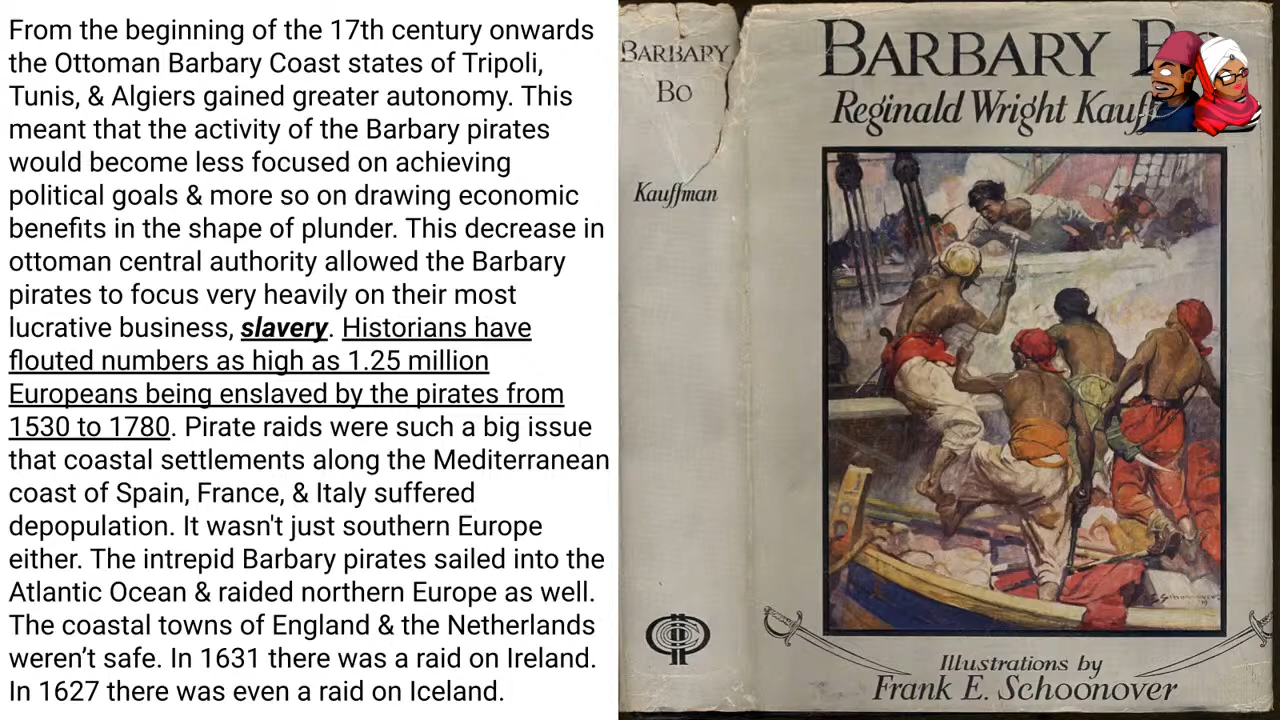 From the beginning of the 17th century onwards
the Ottoman Barbary Coast states of Tripoli,
Tunis, & Algiers gained greater autonomy. This
meant that the activity of the Barbary pirates
would become less focused on achieving
political goals & more so on drawing economic
benefits in the shape of plunder. This decrease in
ottoman central authority allowed the Barbary
pirates to focus very heavily on their most
lucrative business, slavery. Historians have
flouted numbers as high as 1.25 million
Europeans being enslaved by the pirates from
1530 to 1780. Pirate raids were such a big issue
that coastal settlements along the Mediterranean
coast of Spain, France, & Italy suffered
depopulation. It wasn't just southern Europe
either. The intrepid Barbary pirates sailed into the
Atlantic Ocean & raided northern Europe as well.
The coastal towns of England & the Netherlands
weren’t safe. In 1631 there was a raid on Ireland.
In 1627 there was even a raid on Iceland.
BARBARY
BO
Kauffman
BARBARY
Reginald Wright
Illustrations by
Frank E. Schoonover